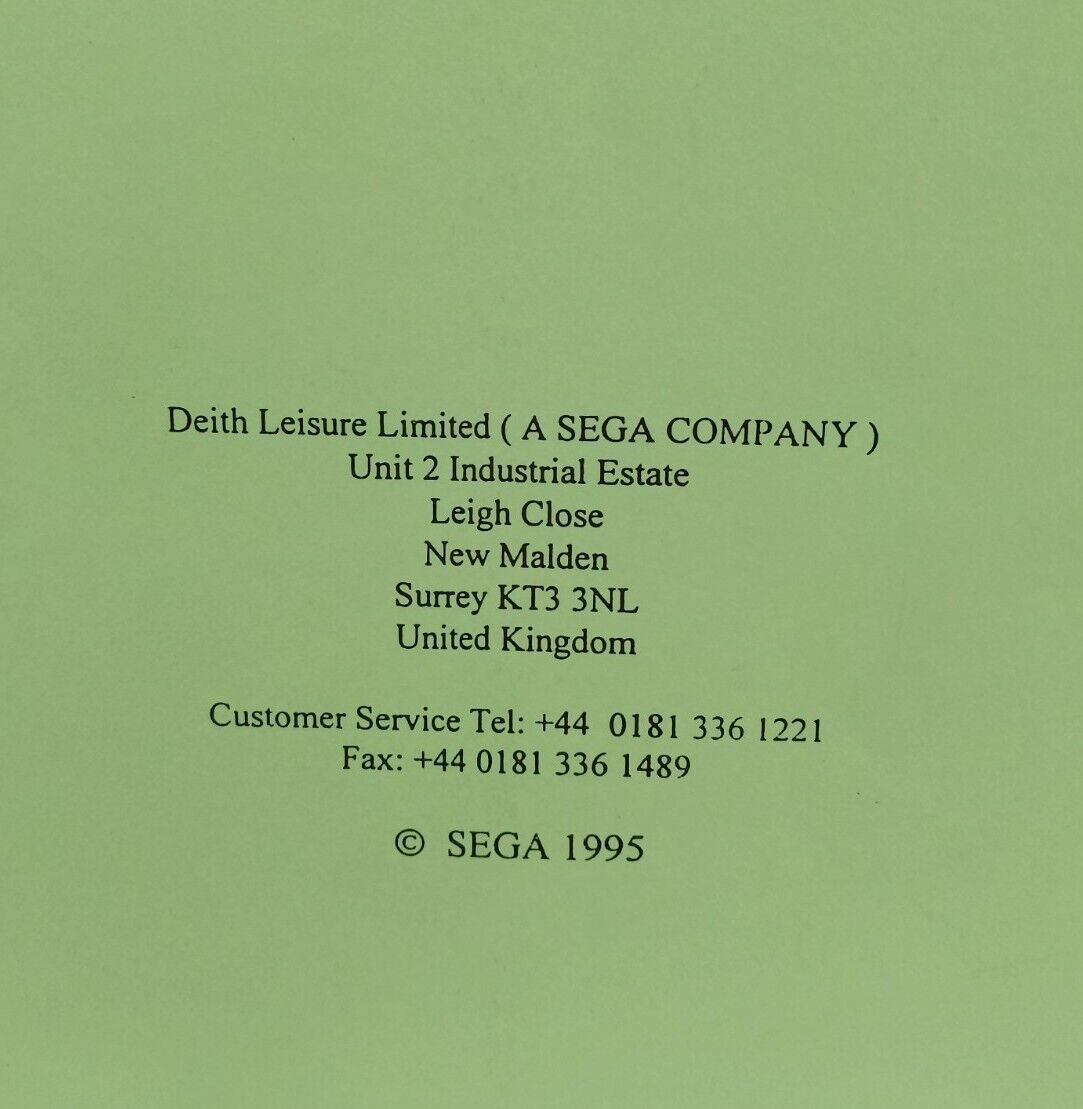 Deith Leisure Limited ( A SEGA COMPANY )
Unit 2 Industrial Estate
Leigh Close
New Malden
Surrey KT3 3NL
United Kingdom
Customer Service Tel: +44 0181 336 1221
Fax: +44 0181 336 1489
© SEGA 1995